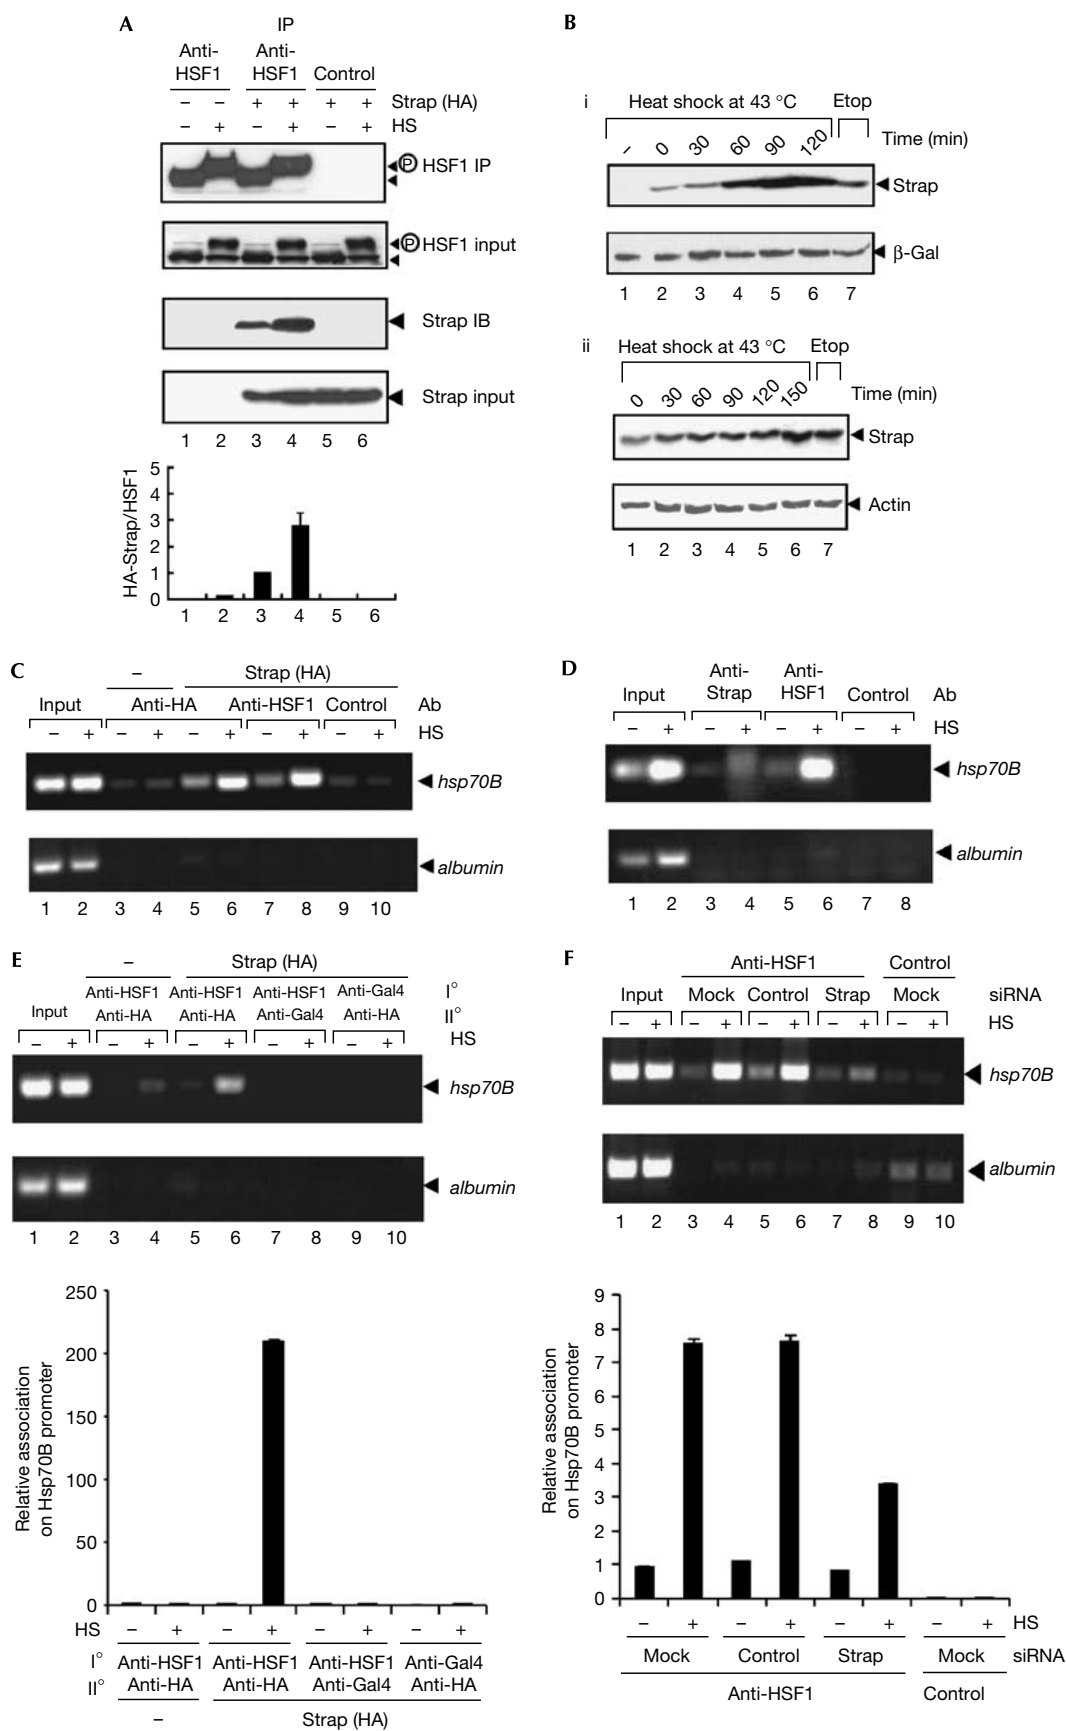 A
IP
Anti-HSF1
Anti-HSF1
Control
– – + + + + Strap (HA)
– + – + – + HS
P HSF1 IP
P HSF1 input
Strap IB
Strap input
1 2 3 4 5 6
HA-Strap/HSF1
5
4
3
2
1
0
1 2 3 4 5 6
B
i Heat shock at 43 °C Etop
– 0 30 60 90 120 Time (min)
Strap
β-Gal
1 2 3 4 5 6 7
ii Heat shock at 43 °C Etop
0 30 60 90 120 150 Time (min)
Strap
Actin
1 2 3 4 5 6 7
C
– Strap (HA)
Input Anti-HA Anti-HSF1 Control Ab
– + – + – + – + – + HS
hsp70B
albumin
1 2 3 4 5 6 7 8 9 10
D
Input Anti-Strap Anti-HSF1 Control Ab
– + – + – + – + HS
hsp70B
albumin
1 2 3 4 5 6 7 8
E
– Strap (HA)
Anti-HSF1 Anti-HSF1 Anti-HSF1 Anti-Gal4 I°
Input Anti-HA Anti-HA Anti-Gal4 Anti-HA II°
– + – + – + – + – + HS
hsp70B
albumin
1 2 3 4 5 6 7 8 9 10
Relative association on Hsp70B promoter
250
200
150
100
50
0
HS – + – + – + – +
I° Anti-HSF1 Anti-HSF1 Anti-HSF1 Anti-Gal4
II° Anti-HA Anti-HA Anti-Gal4 Anti-HA
– Strap (HA)
F
Anti-HSF1 Control
Input Mock Control Strap Mock siRNA
– + – + – + – + – + HS
hsp70B
albumin
1 2 3 4 5 6 7 8 9 10
Relative association on Hsp70B promoter
9
8
7
6
5
4
3
2
1
0
– + – + – + – + HS
Mock Control Strap Mock siRNA
Anti-HSF1 Control